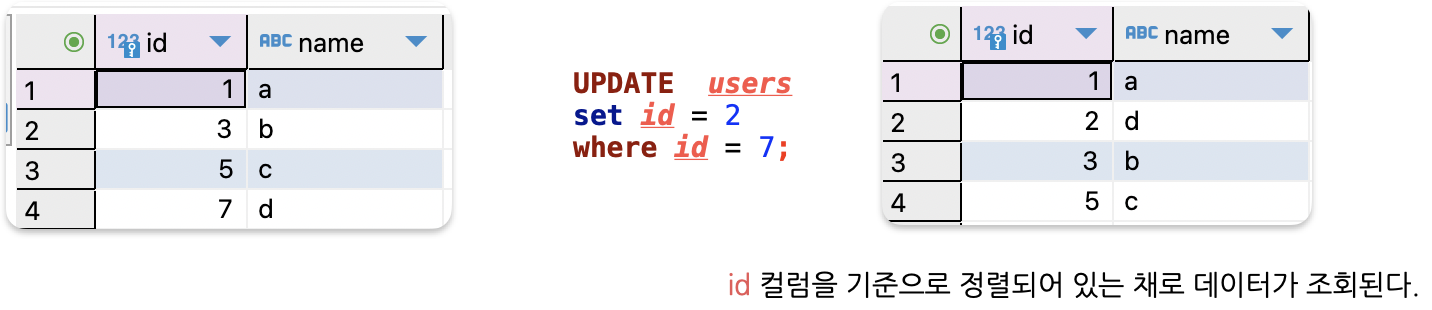 123 id ABC name
1 1 a
2 3 b
3 5 c
4 7 d
UPDATE users
set id = 2
where id = 7;
123 id ABC name
1 1 a
2 2 d
3 3 b
4 5 c
id 컬럼을 기준으로 정렬되어 있는 채로 데이터가 조회된다.